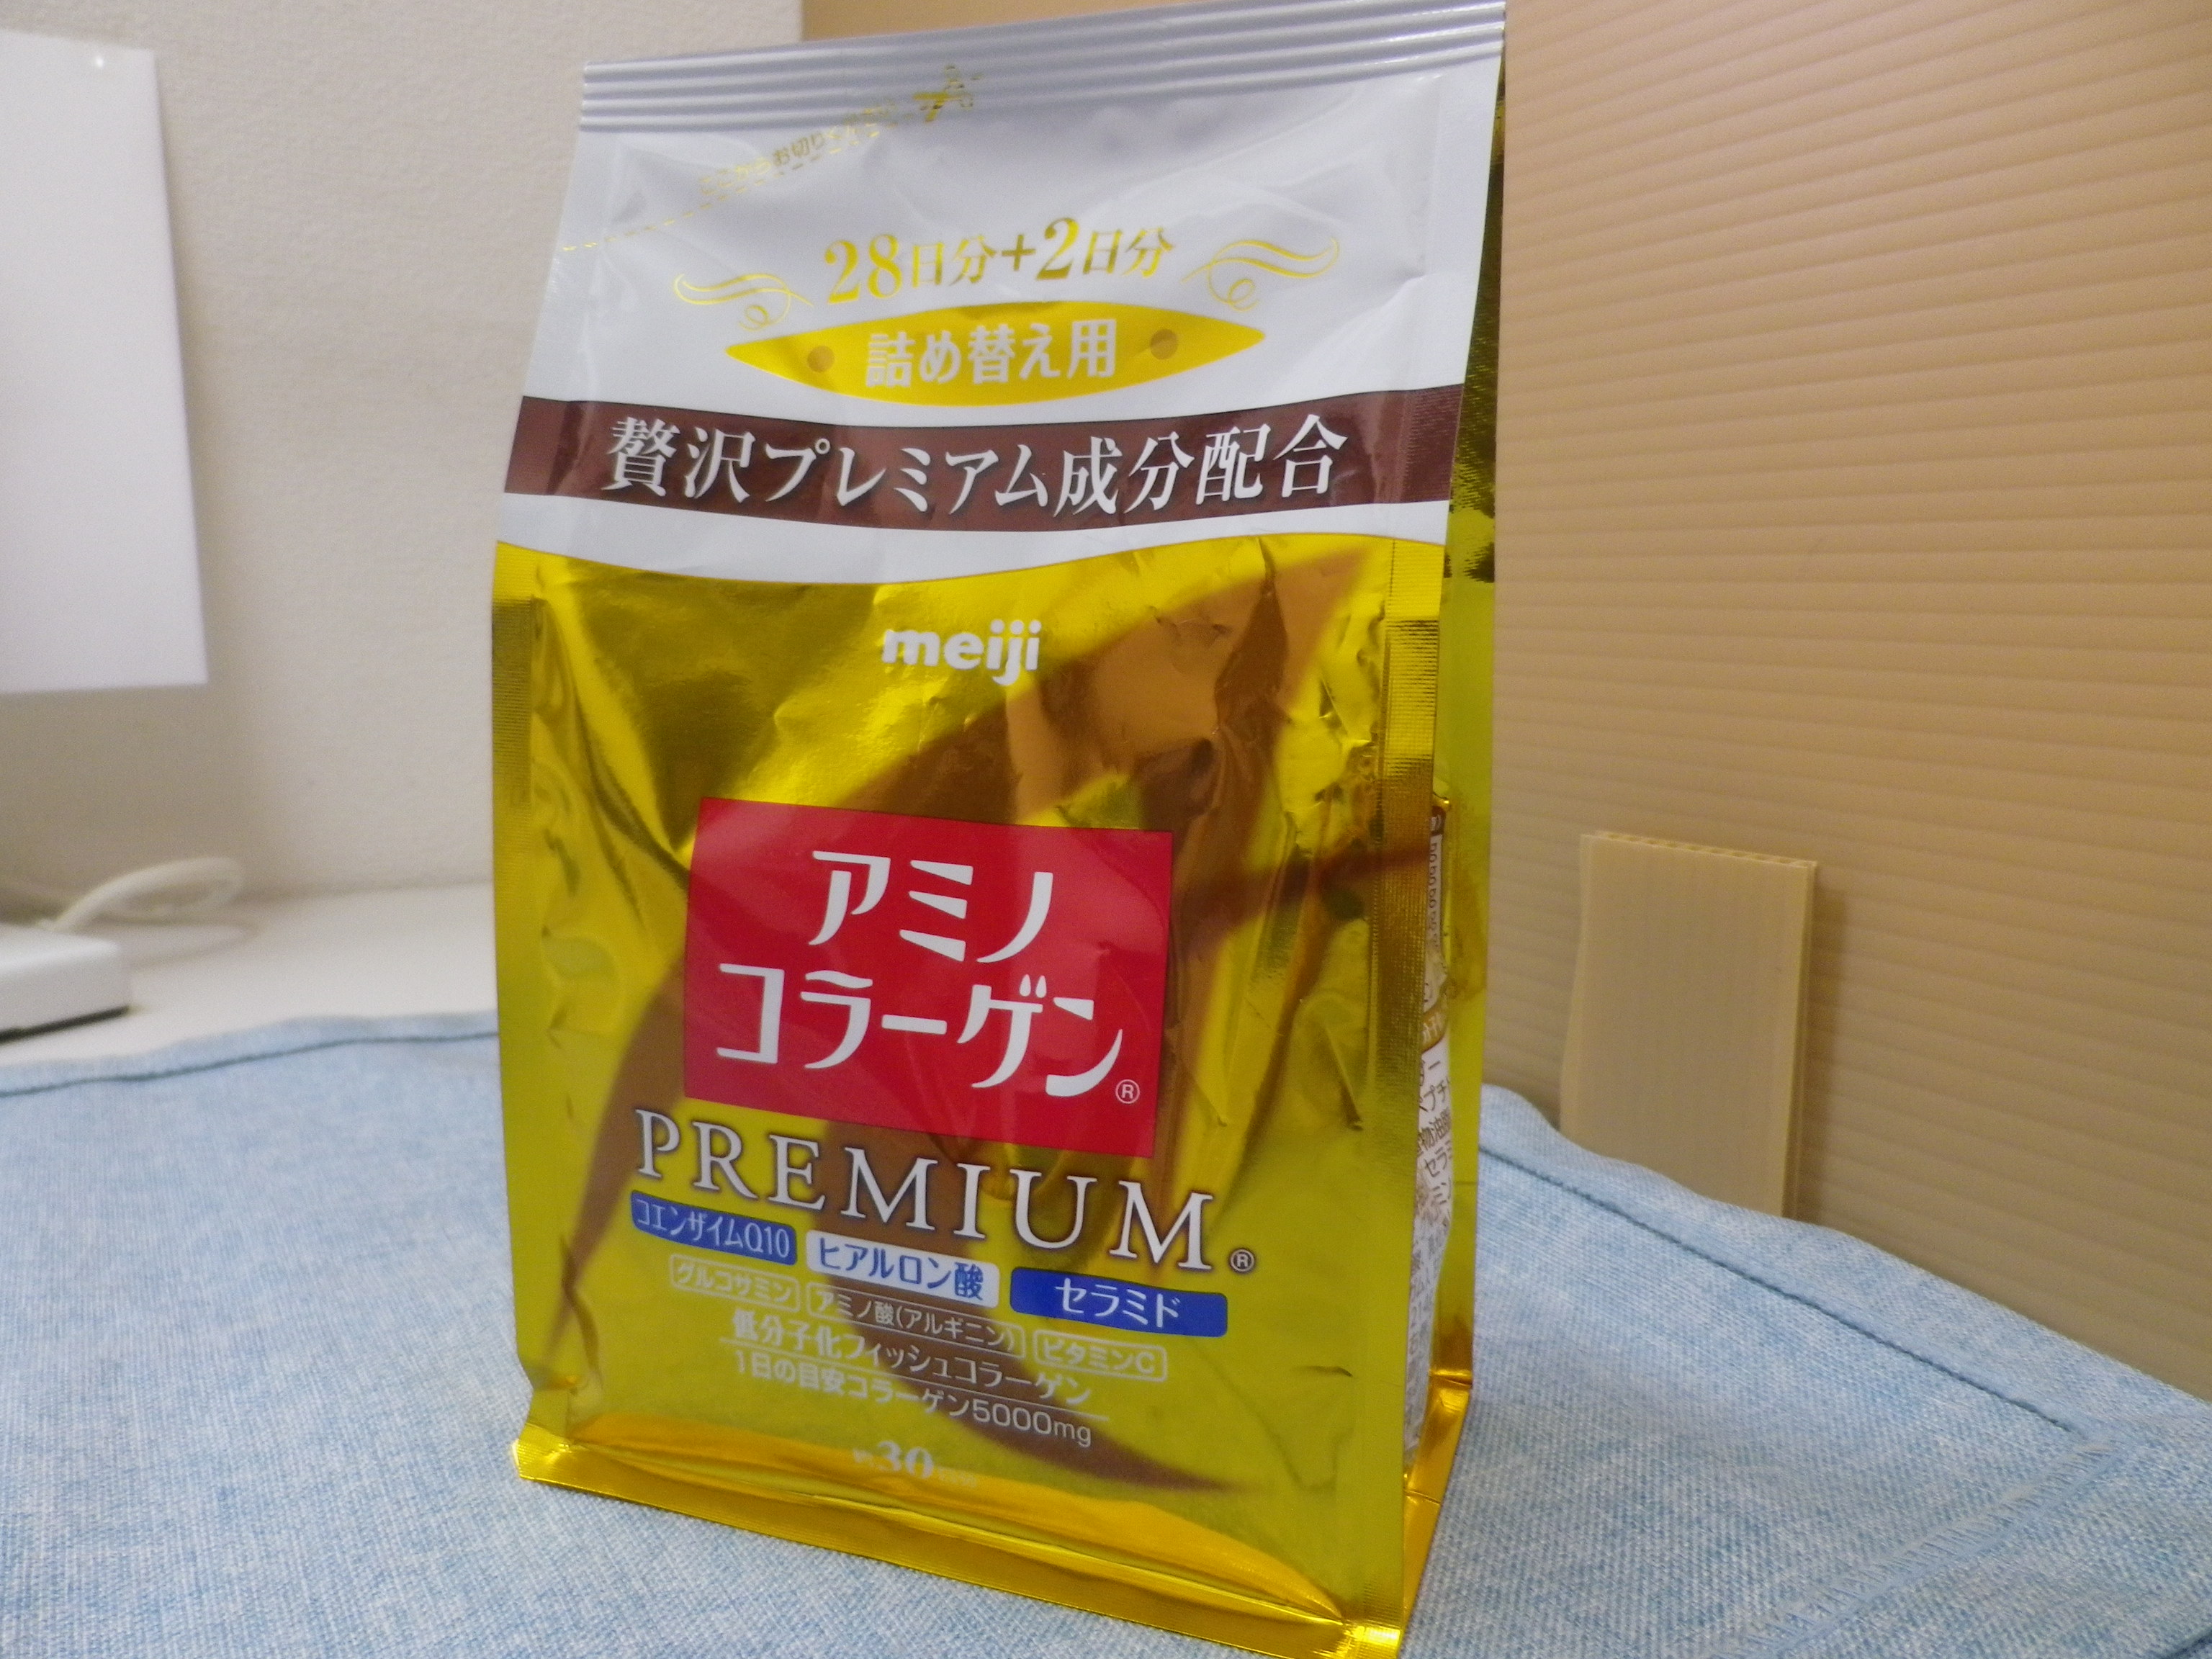 28日分+2日分
詰め替え用
贅沢プレミアム成分配合
meiji
アミノ
コラーゲン®
PREMIUM®
コエンザイムQ10 ヒアルロン酸 セラミド
グルコサミン アミノ酸(アルギニン) ビタミンC
低分子化フィッシュコラーゲン
1日の目安コラーゲン5000mg
30